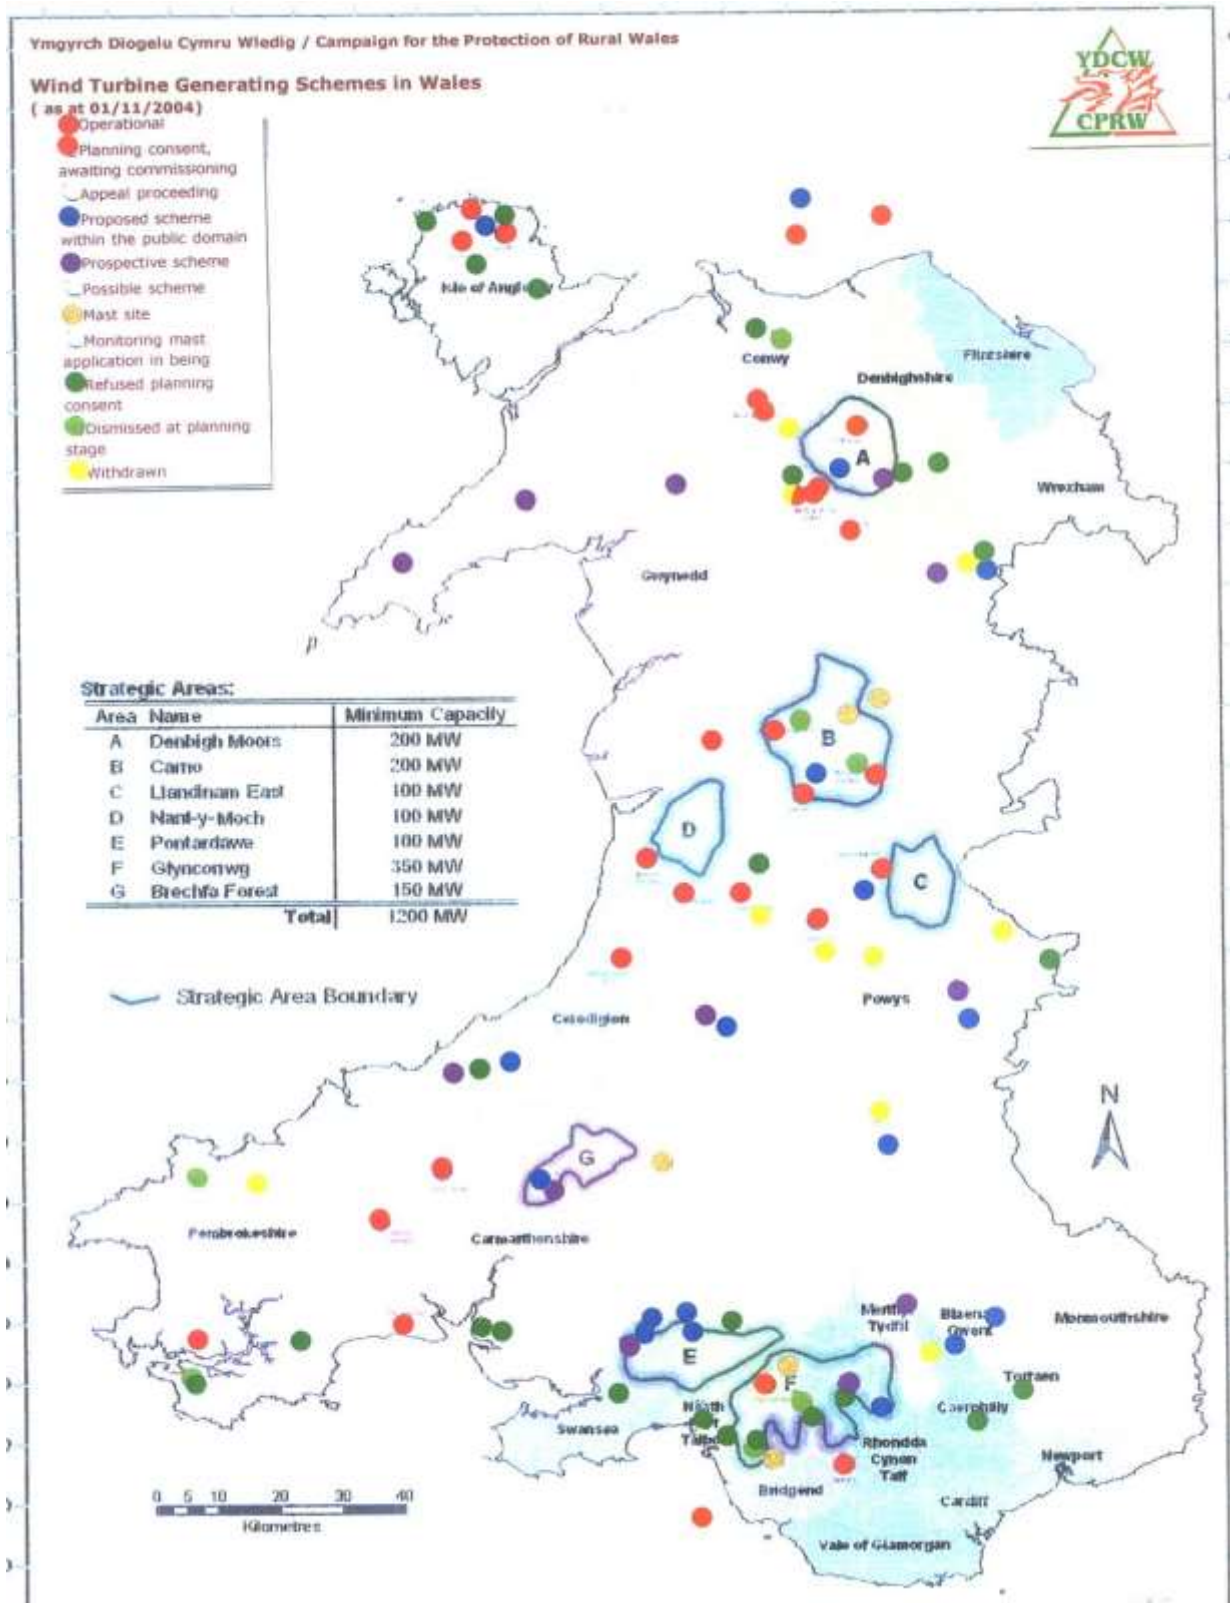 Ymgyrch Diogelu Cymru Wledig / Campaign for the Protection of Rural Wales
YDCW
CPRW
Wind Turbine Generating Schemes in Wales
( as at 01/11/2004)
Operational
Planning consent,
awaiting commissioning
Appeal proceeding
Proposed scheme
within the public domain
Prospective scheme
Possible scheme
Mast site
Monitoring mast
application in being
Refused planning
consent
Dismissed at planning
stage
Withdrawn
Isle of
Conwy
Flintshire
Denbighshire
A
Wrexham
Gwynedd
Strategic Areas:
Area Name Minimum Capacity
A Denbigh Moors 200 MW
B Carno 200 MW
C Llandinam East 100 MW
D Nant-y-Moch 100 MW
E Pontardawe 100 MW
F Glynconwg 350 MW
G Brechfa Forest 150 MW
Total 1200 MW
B
D
C
Strategic Area Boundary
Powys
Ceredigion
N
G
Pembrokeshire
Carmarthenshire
Merthyr
Tydfil
Blaenau
Gwent
Monmouthshire
E
F
Torfaen
Caerphilly
Swansea
Neath
Rhondda
Cynon
Taff
Newport
Bridgend
Cardiff
Vale of Glamorgan
0 5 10 20 30 40
Kilometres